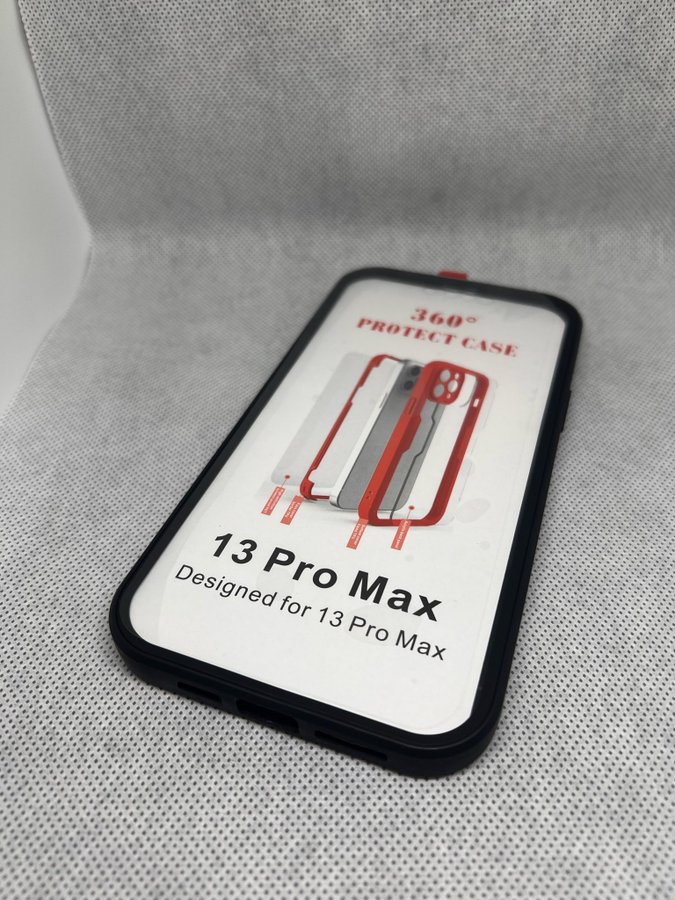 360°
PROTECT CASE
13 Pro Max
Designed for 13 Pro Max